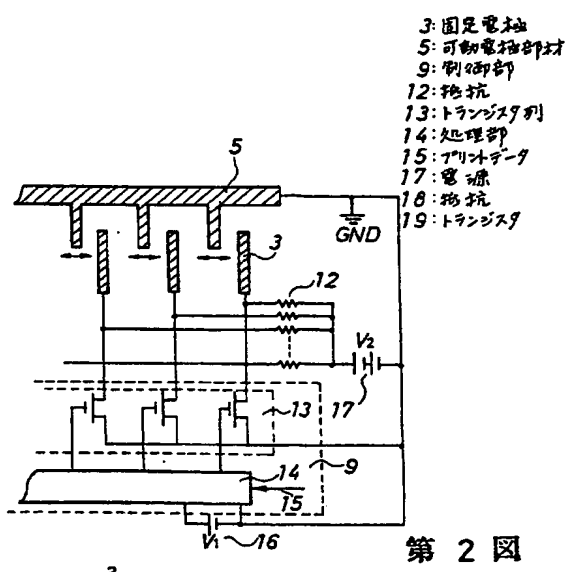 3:固定電極
5:可動電極部材
9:制御部
12:抵抗
13:トランジスタ列
14:処理部
15:プリントデータ
17:電源
18:抵抗
19:トランジスタ
5
GND
3
12
V2
17
13
14
9
15
V1
16
第2図